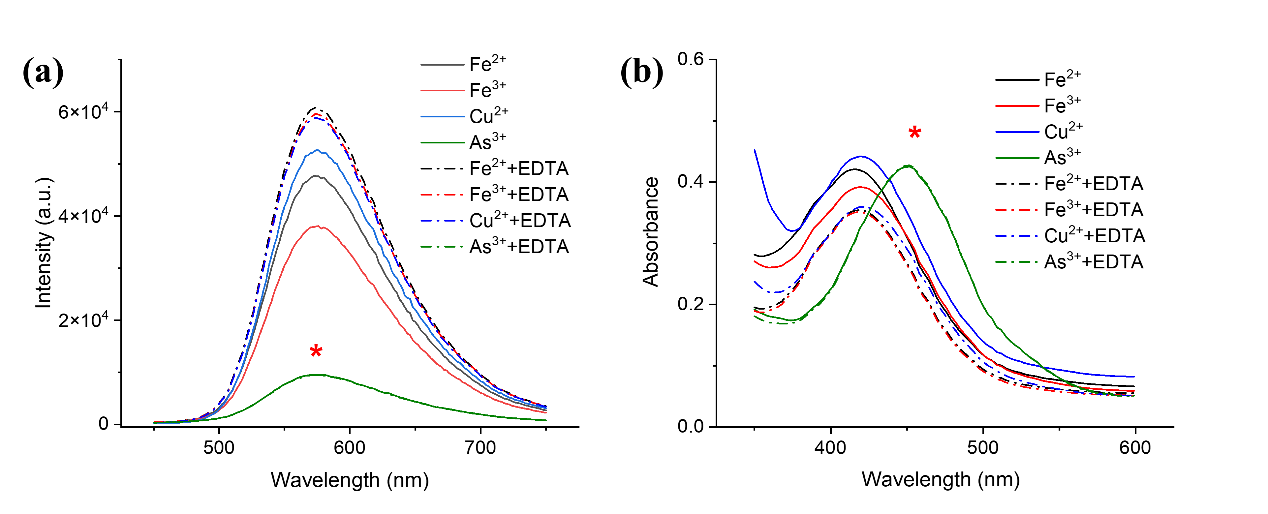 (a)
Intensity (a.u.)
6×10⁴
4×10⁴
2×10⁴
0
500
600
700
Wavelength (nm)
Fe²⁺
Fe³⁺
Cu²⁺
As³⁺
Fe²⁺+EDTA
Fe³⁺+EDTA
Cu²⁺+EDTA
As³⁺+EDTA
*
(b)
Absorbance
0.6
0.4
0.2
0.0
400
500
600
Wavelength (nm)
Fe²⁺
Fe³⁺
Cu²⁺
As³⁺
Fe²⁺+EDTA
Fe³⁺+EDTA
Cu²⁺+EDTA
As³⁺+EDTA
*